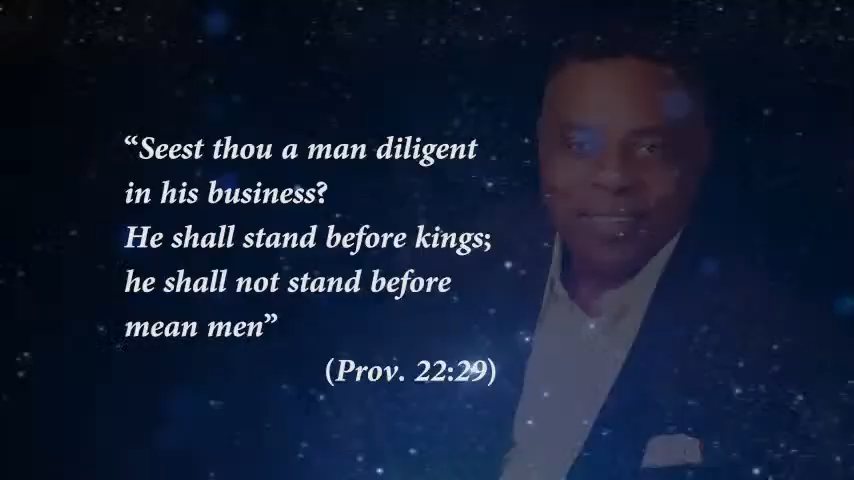 “Seest thou a man diligent
in his business?
He shall stand before kings;
he shall not stand before
mean men”
(Prov. 22:29)